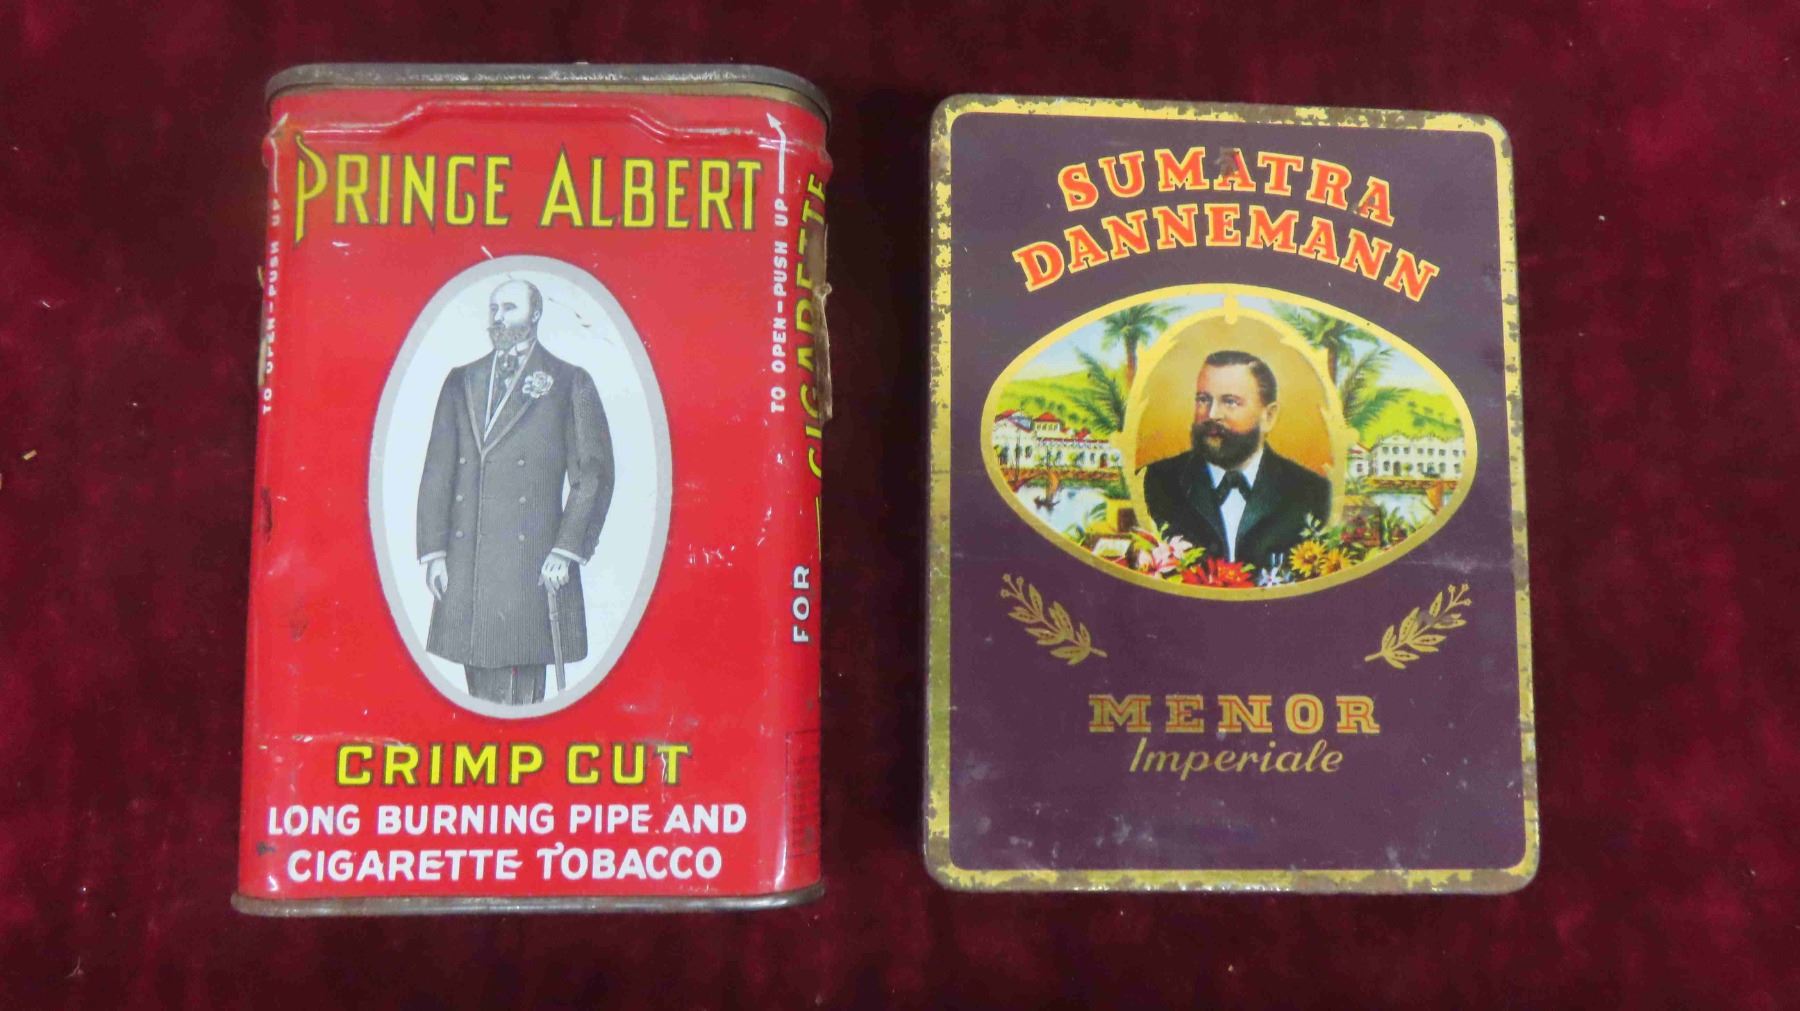 PRINCE ALBERT
TO OPEN-PUSH UP
TO OPEN-PUSH UP
FOR CIGARETTE
CRIMP CUT
LONG BURNING PIPE AND
CIGARETTE TOBACCO
SUMATRA
DANNEMANN
MENOR
Imperiale